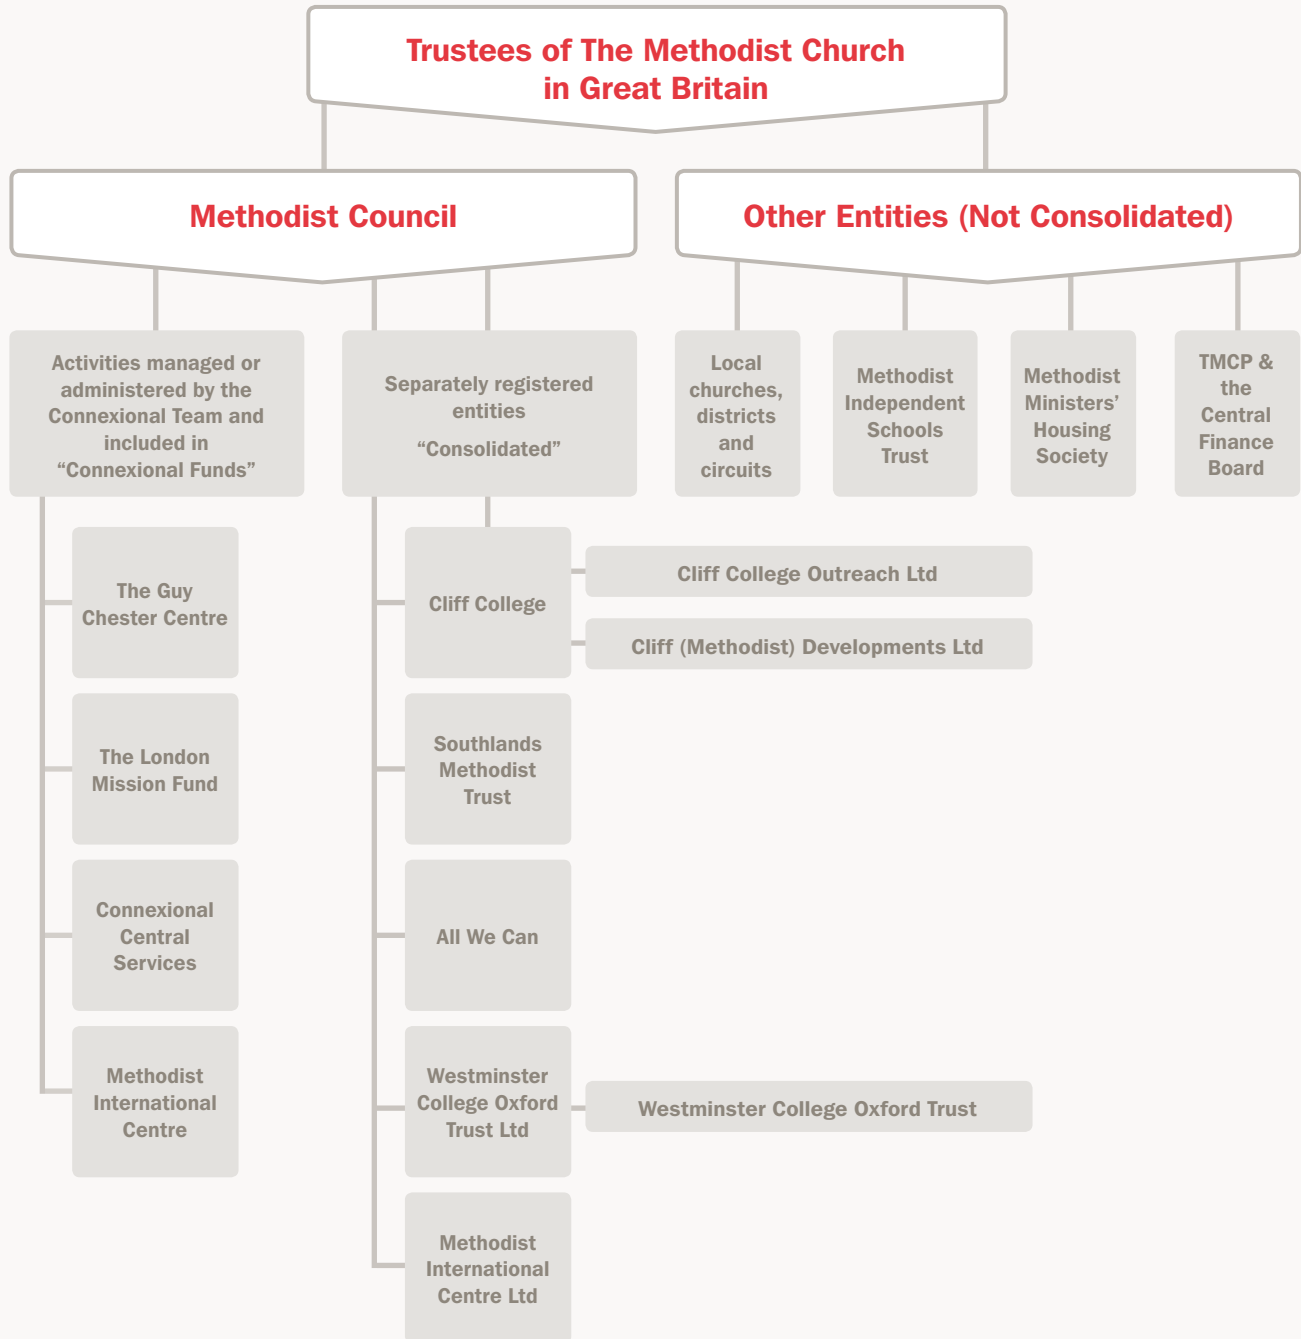 Trustees of The Methodist Church
in Great Britain
Methodist Council
Other Entities (Not Consolidated)
Activities managed or
administered by the
Connexional Team and
included in
“Connexional Funds”
Separately registered
entities
“Consolidated”
Local
churches,
districts
and
circuits
Methodist
Independent
Schools
Trust
Methodist
Ministers’
Housing
Society
TMCP &
the
Central
Finance
Board
The Guy
Chester Centre
Cliff College
Cliff College Outreach Ltd
Cliff (Methodist) Developments Ltd
The London
Mission Fund
Southlands
Methodist
Trust
Connexional
Central
Services
All We Can
Methodist
International
Centre
Westminster
College Oxford
Trust Ltd
Westminster College Oxford Trust
Methodist
International
Centre Ltd